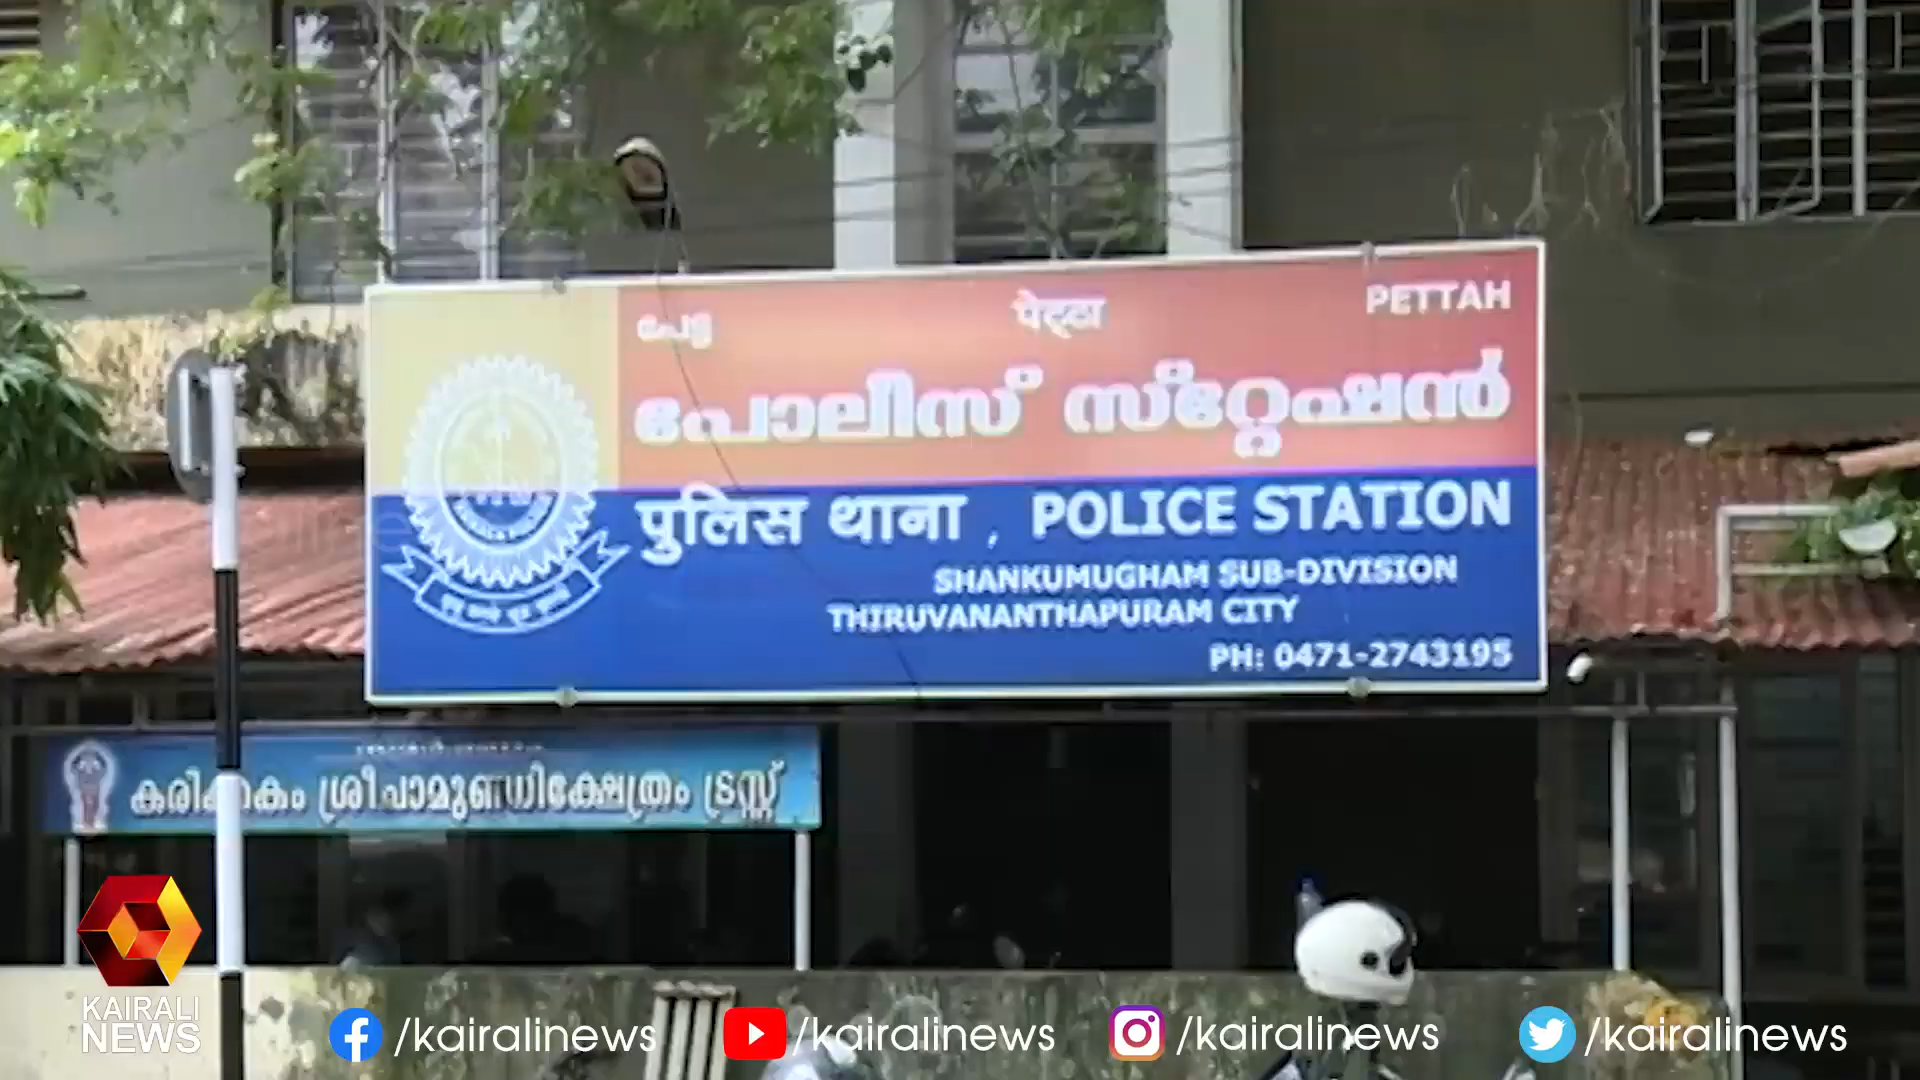 പേട്ട पेट्ठा PETTAH
പോലീസ് സ്റ്റേഷൻ
पुलिस थाना , POLICE STATION
SHANKUMUGHAM SUB-DIVISION
THIRUVANANTHAPURAM CITY
PH: 0471-2743195
ശ്രീചാമുണ്ഡിക്ഷേത്രം ട്രസ്റ്റ്
KAIRALI
NEWS
/kairalinews /kairalinews /kairalinews /kairalinews